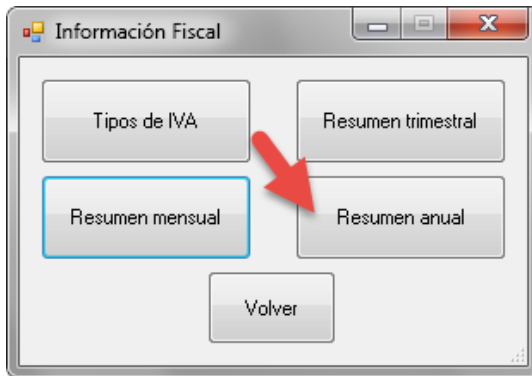 Información Fiscal
Tipos de IVA
Resumen trimestral
Resumen mensual
Resumen anual
Volver